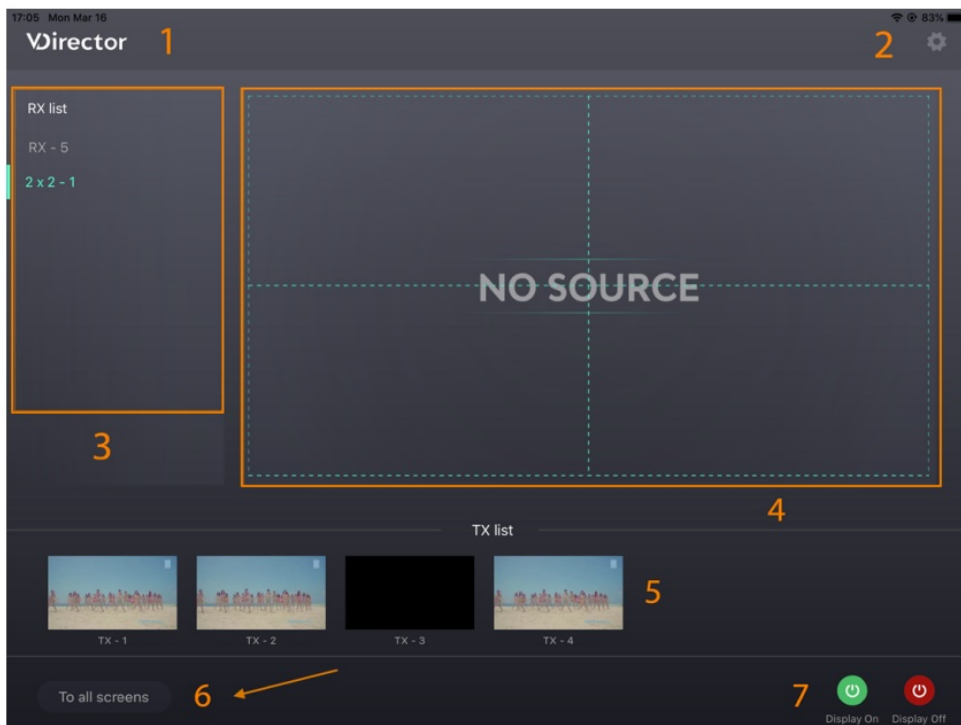 17:05 Mon Mar 16
83%
VDirector
1
2
RX list
RX - 5
2 x 2 - 1
NO SOURCE
3
4
TX list
5
TX - 1
TX - 2
TX - 3
TX - 4
To all screens
6
7
Display On
Display Off